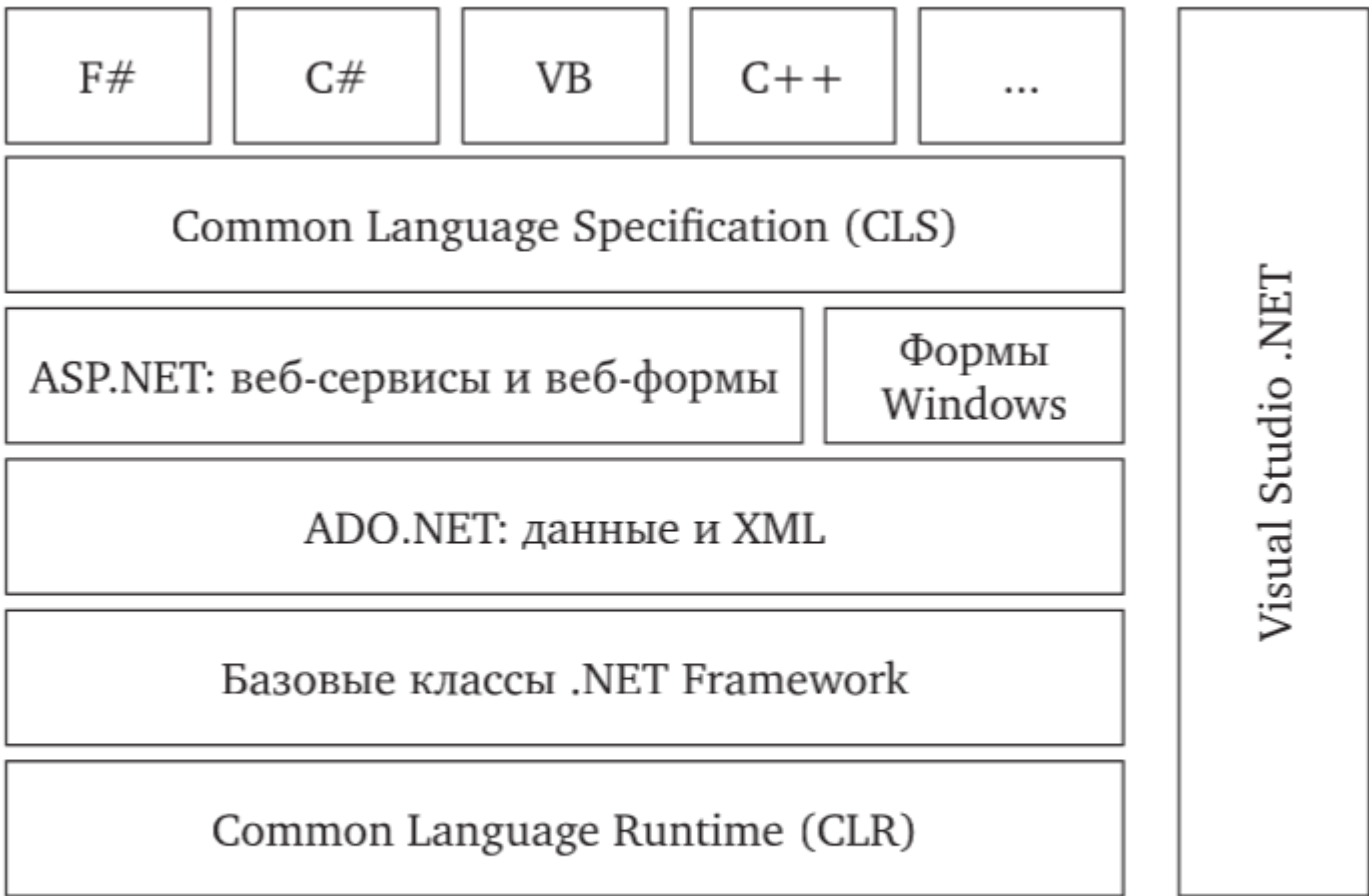 F#
C#
VB
C++
...
Common Language Specification (CLS)
ASP.NET: веб-сервисы и веб-формы
Формы
Windows
ADO.NET: данные и XML
Базовые классы .NET Framework
Common Language Runtime (CLR)
Visual Studio .NET